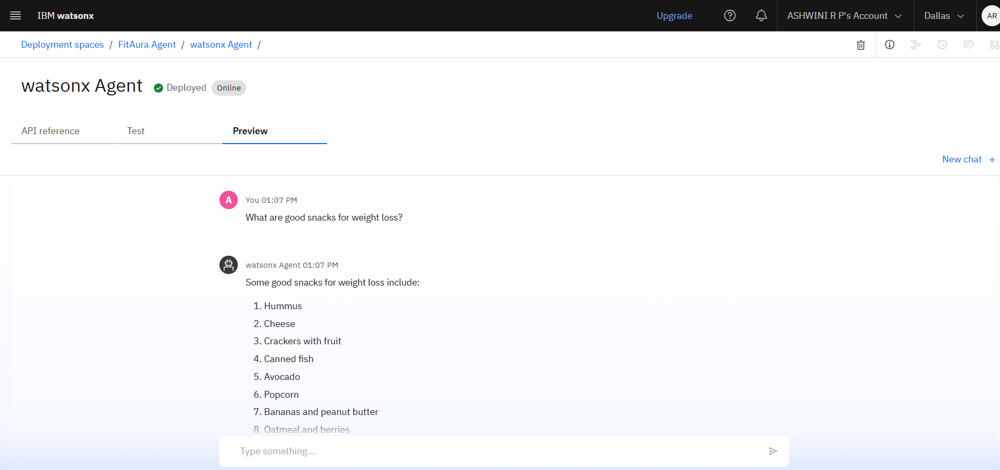 IBM watsonx
Upgrade
ASHWINI R P's Account
Dallas
AR
Deployment spaces / FitAura Agent / watsonx Agent /
watsonx Agent
Deployed
Online
API reference
Test
Preview
New chat +
A
You 01:07 PM
What are good snacks for weight loss?
watsonx Agent 01:07 PM
Some good snacks for weight loss include:
1. Hummus
2. Cheese
3. Crackers with fruit
4. Canned fish
5. Avocado
6. Popcorn
7. Bananas and peanut butter
8. Oatmeal and berries
Type something...